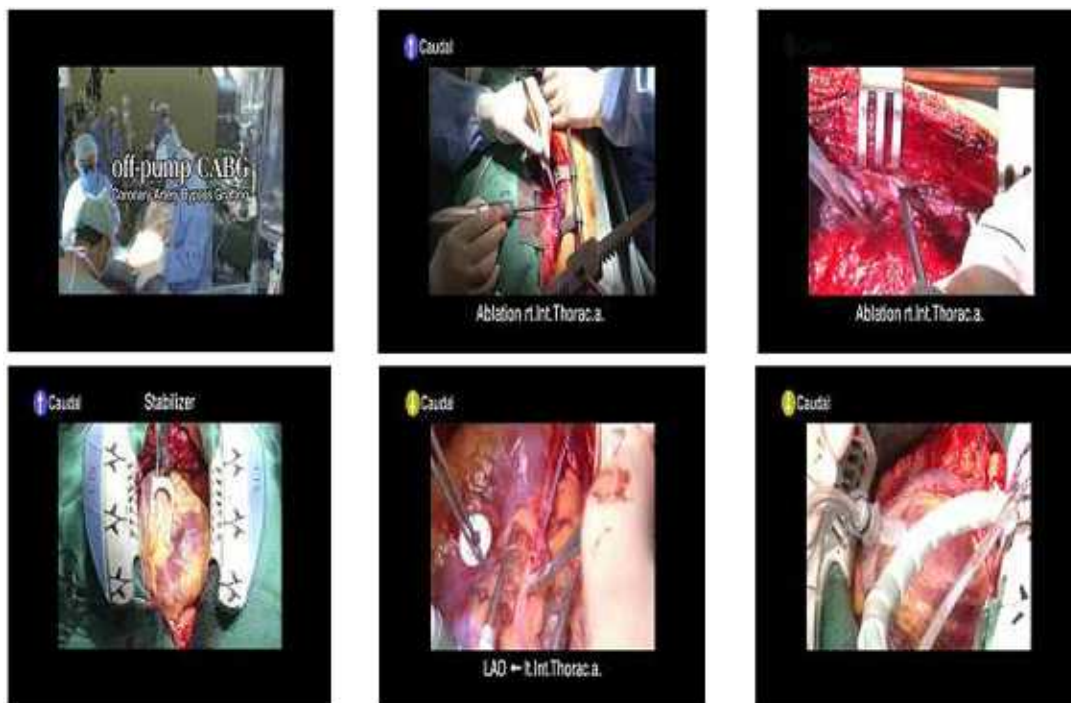 off-pump CABG
Coronary Artery Bypass Grafting
Caudal
Ablation rt.Int.Thorac.a.
Ablation rt.Int.Thorac.a.
Caudal
Stabilizer
Caudal
LAD ← lt.Int.Thorac.a.
Caudal